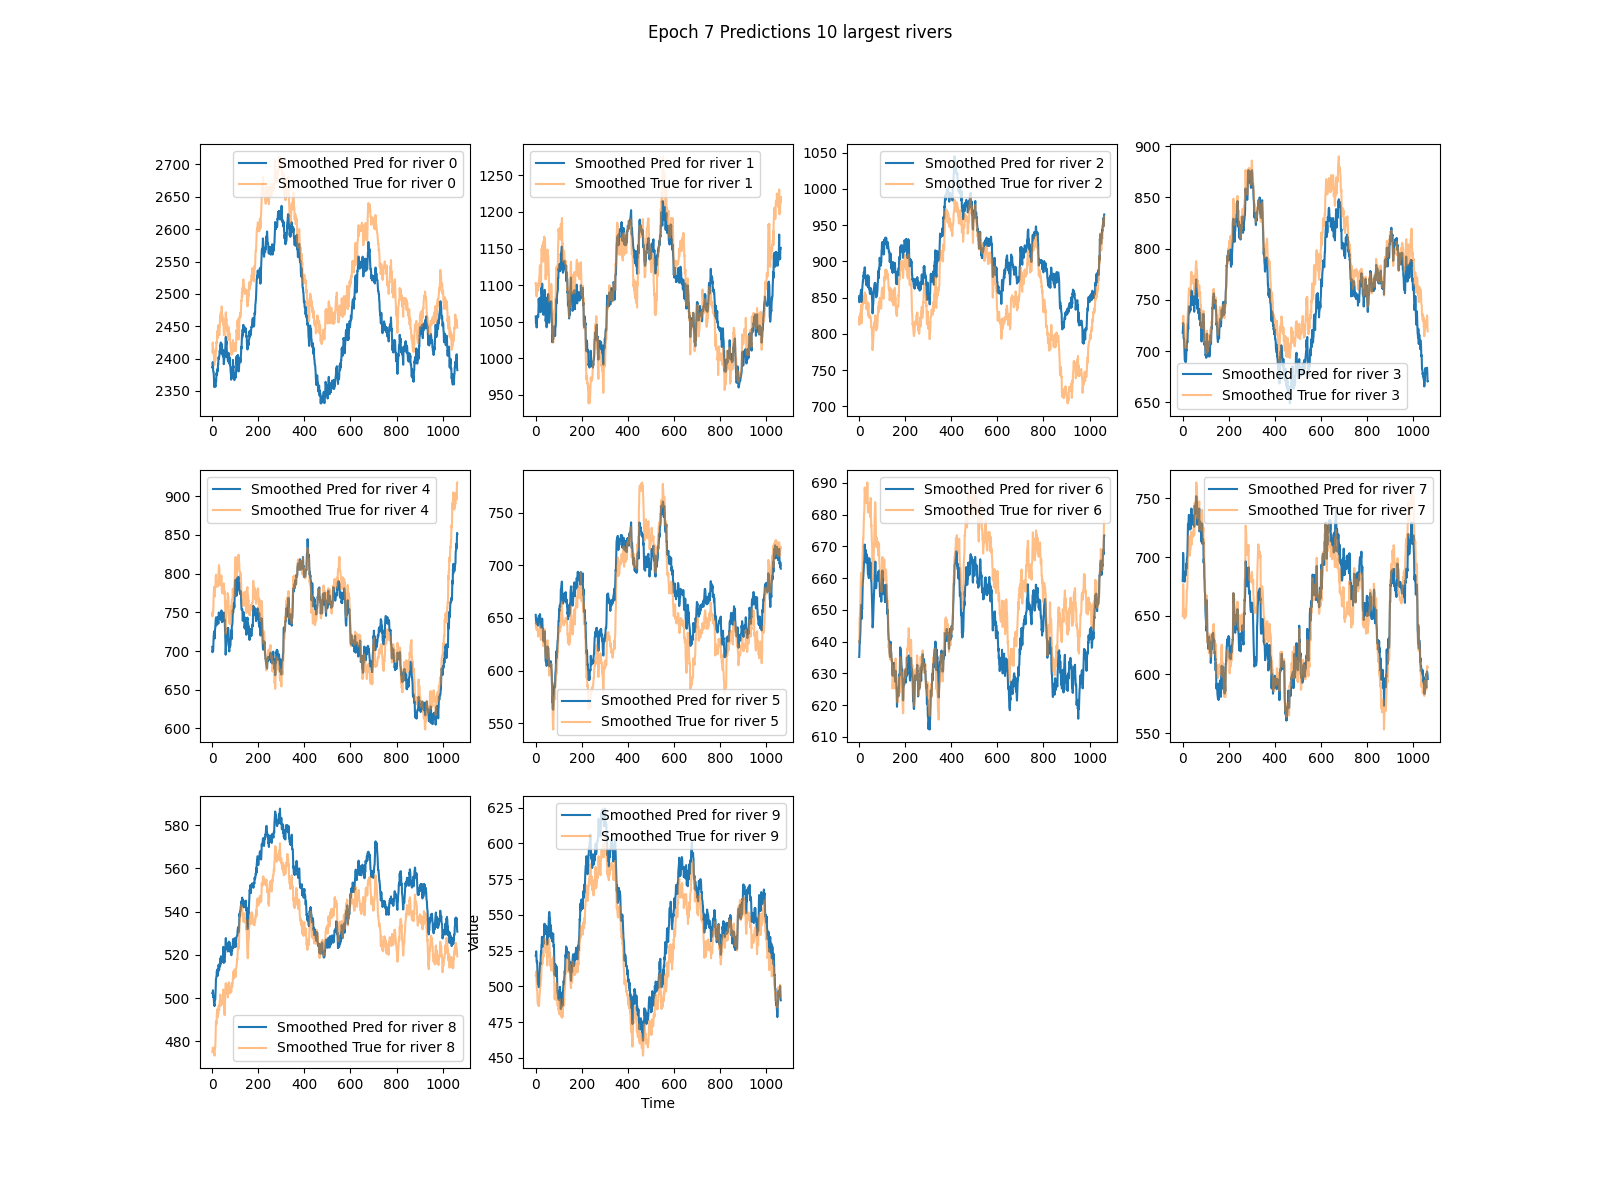 Epoch 7 Predictions 10 largest rivers
Smoothed Pred for river 0
Smoothed True for river 0
2700
2650
2600
2550
2500
2450
2400
2350
0 200 400 600 800 1000
Smoothed Pred for river 1
Smoothed True for river 1
1250
1200
1150
1100
1050
1000
950
0 200 400 600 800 1000
Smoothed Pred for river 2
Smoothed True for river 2
1050
1000
950
900
850
800
750
700
0 200 400 600 800 1000
900
850
800
750
700
650
Smoothed Pred for river 3
Smoothed True for river 3
0 200 400 600 800 1000
Smoothed Pred for river 4
Smoothed True for river 4
900
850
800
750
700
650
600
0 200 400 600 800 1000
750
700
650
600
550
Smoothed Pred for river 5
Smoothed True for river 5
0 200 400 600 800 1000
Smoothed Pred for river 6
Smoothed True for river 6
690
680
670
660
650
640
630
620
610
0 200 400 600 800 1000
Smoothed Pred for river 7
Smoothed True for river 7
750
700
650
600
550
0 200 400 600 800 1000
580
560
540
520
500
480
Smoothed Pred for river 8
Smoothed True for river 8
0 200 400 600 800 1000
Smoothed Pred for river 9
Smoothed True for river 9
625
600
575
550
525
500
475
450
Value
0 200 400 600 800 1000
Time